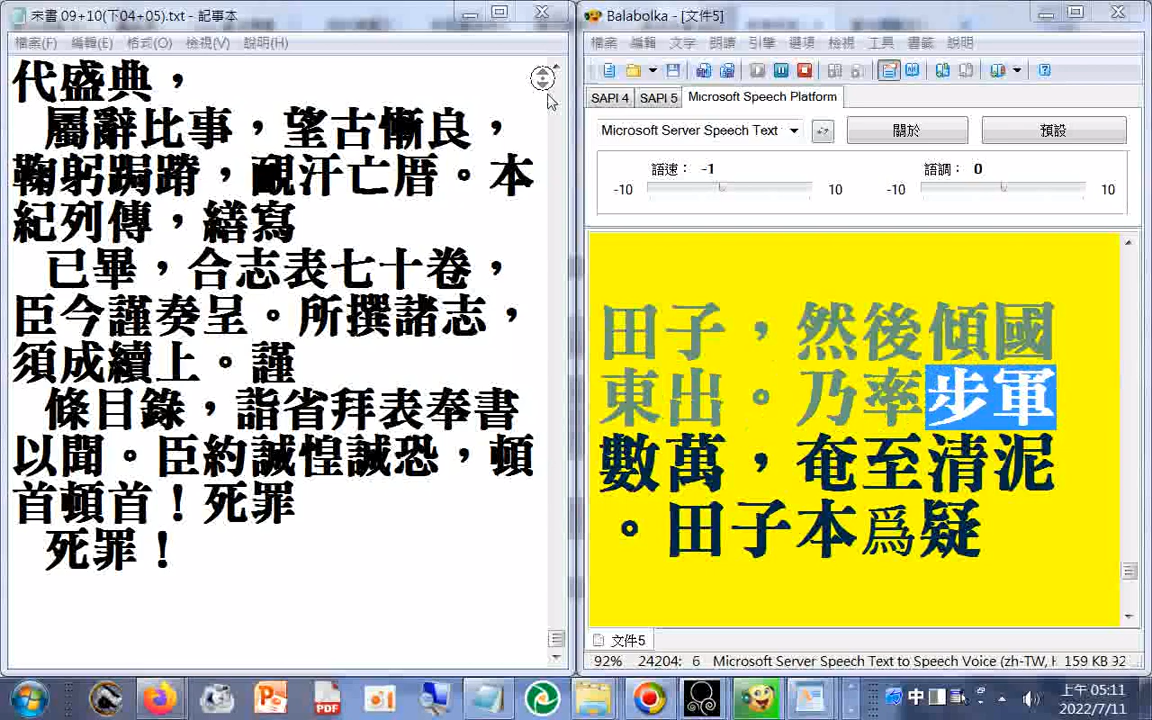 宋書 09+10(下04+05).txt - 記事本
檔案(F) 編輯(E) 格式(O) 檢視(V) 說明(H)
代盛典，
屬辭比事，望古慚良，
鞠躬跼蹐，靦汗亡厝。本
紀列傳，繕寫
已畢，合志表七十卷，
臣今謹奏呈。所撰諸志，
須成續上。謹
條目錄，詣省拜表奉書
以聞。臣約誠惶誠恐，頓
首頓首！死罪
死罪！
Balabolka - [文件5]
檔案 編輯 文字 朗讀 引擎 選項 檢視 工具 書籤 說明
SAPI 4 SAPI 5 Microsoft Speech Platform
Microsoft Server Speech Text 關於 預設
語速： -1 語調： 0
-10 10 -10 10
田子，然後傾國
東出。乃率步軍
數萬，奄至清泥
。田子本爲疑
文件5
92% 24204: 6 Microsoft Server Speech Text to Speech Voice (zh-TW, H 159 KB 32
中 上午 05:11
2022/7/11
PDF